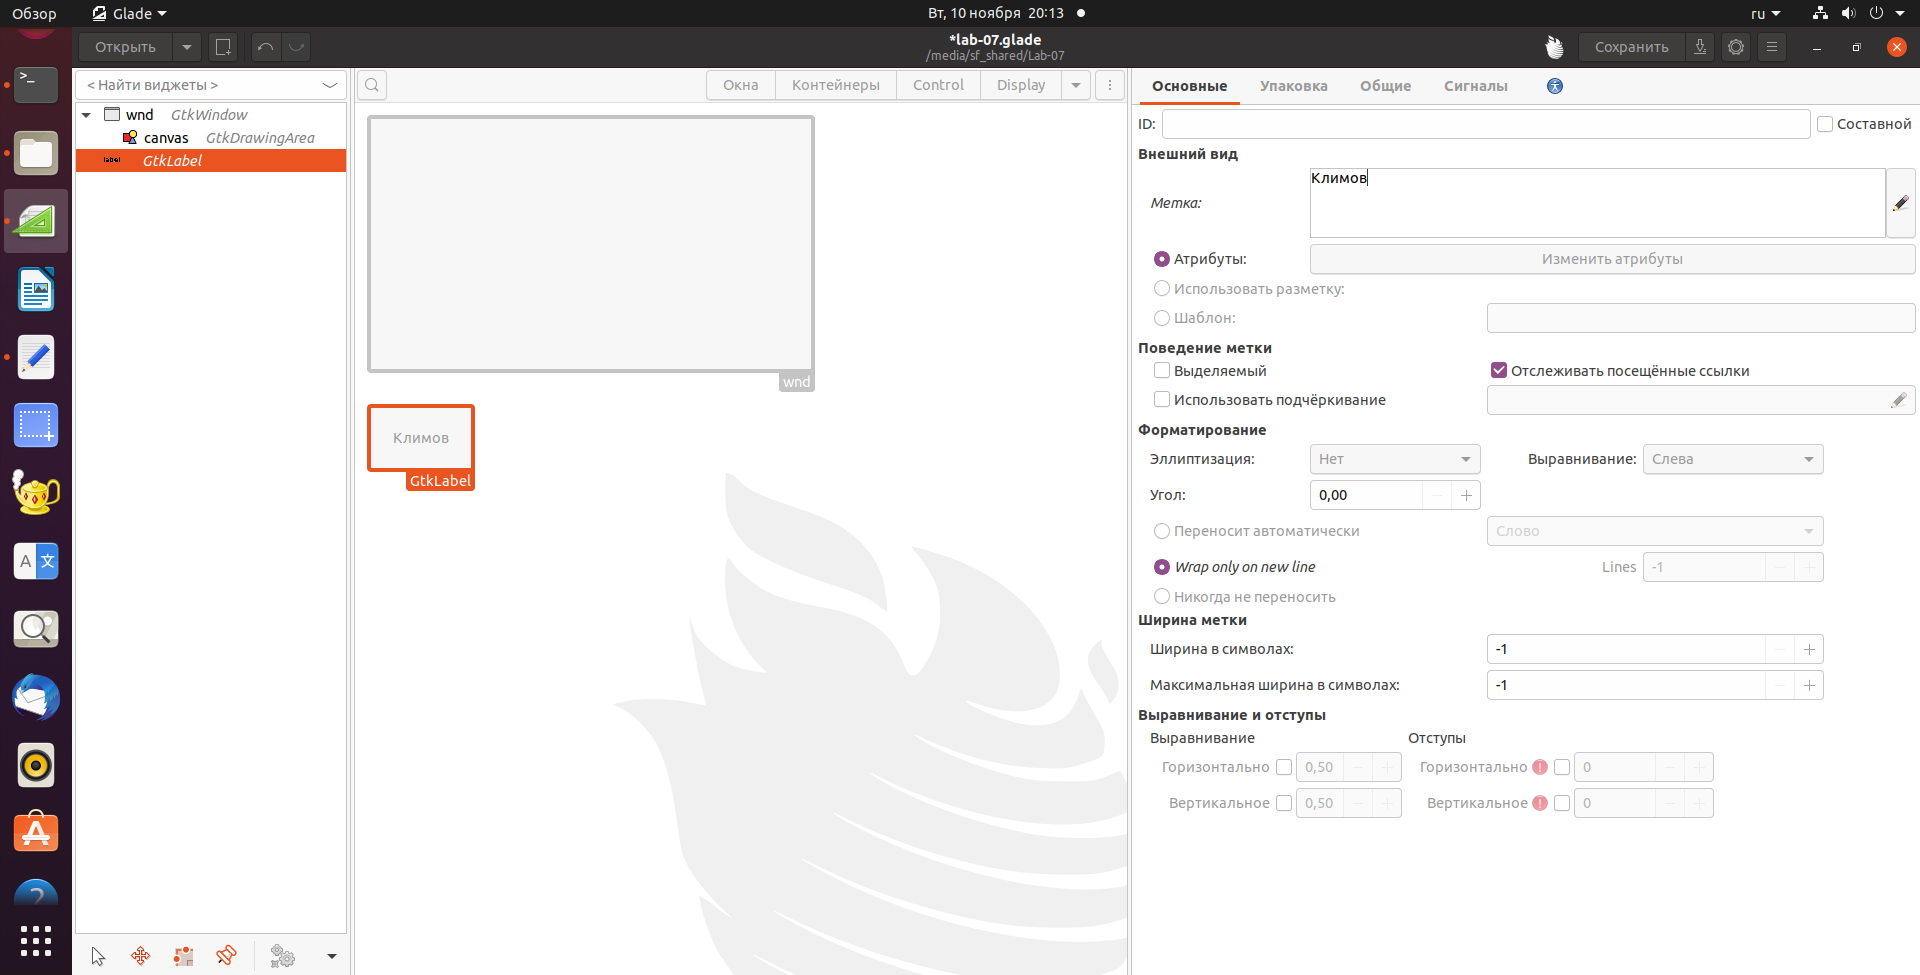 Обзор
Glade
Вт, 10 ноября 20:13
ru
Открыть
*lab-07.glade
/media/sf_shared/Lab-07
Сохранить
< Найти виджеты >
Окна
Контейнеры
Control
Display
wnd GtkWindow
canvas GtkDrawingArea
label GtkLabel
wnd
Климов
GtkLabel
Основные
Упаковка
Общие
Сигналы
ID:
Составной
Внешний вид
Метка:
Климов
Атрибуты:
Изменить атрибуты
Использовать разметку:
Шаблон:
Поведение метки
Выделяемый
Отслеживать посещённые ссылки
Использовать подчёркивание
Форматирование
Эллиптизация:
Нет
Выравнивание:
Слева
Угол:
0,00
Переносит автоматически
Слово
Wrap only on new line
Lines
-1
Никогда не переносить
Ширина метки
Ширина в символах:
-1
Максимальная ширина в символах:
-1
Выравнивание и отступы
Выравнивание
Отступы
Горизонтально
0,50
Горизонтально
0
Вертикальное
0,50
Вертикальное
0